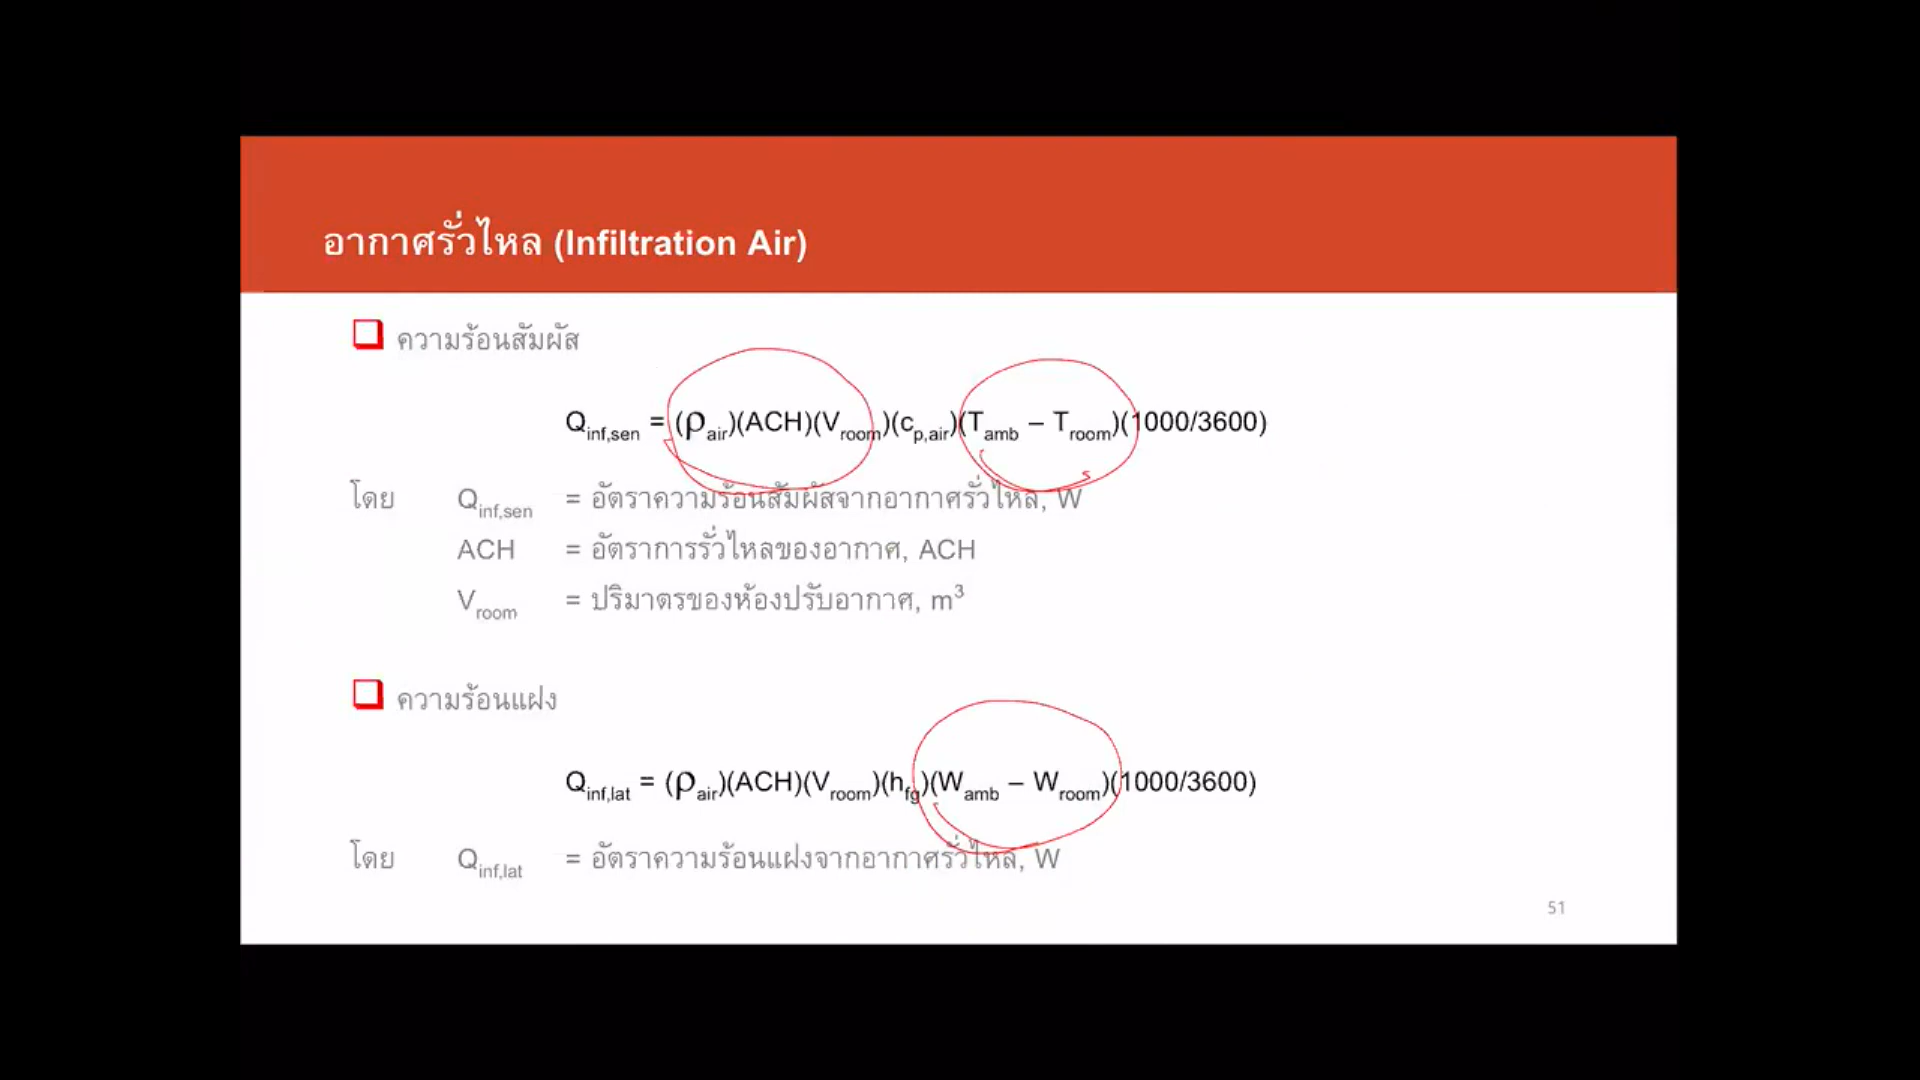 อากาศรั่วไหล (Infiltration Air)
ความร้อนสัมผัส
Qinf,sen = (ρair)(ACH)(Vroom)(cp,air)(Tamb – Troom)(1000/3600)
โดย Qinf,sen = อัตราความร้อนสัมผัสจากอากาศรั่วไหล, W
ACH = อัตราการรั่วไหลของอากาศ, ACH
Vroom = ปริมาตรของห้องปรับอากาศ, m³
ความร้อนแฝง
Qinf,lat = (ρair)(ACH)(Vroom)(hfg)(Wamb – Wroom)(1000/3600)
โดย Qinf,lat = อัตราความร้อนแฝงจากอากาศรั่วไหล, W
51